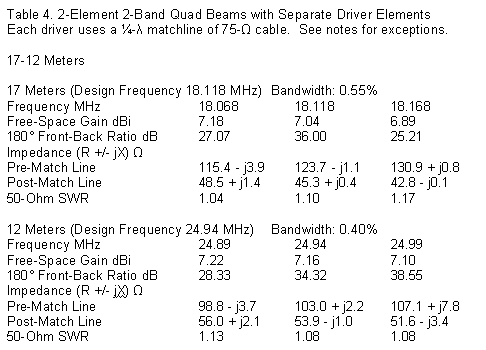 Table 4. 2-Element 2-Band Quad Beams with Separate Driver Elements
Each driver uses a ¼-λ matchline of 75-Ω cable. See notes for exceptions.
17-12 Meters
17 Meters (Design Frequency 18.118 MHz) Bandwidth: 0.55%
Frequency MHz 18.068 18.118 18.168
Free-Space Gain dBi 7.18 7.04 6.89
180° Front-Back Ratio dB 27.07 36.00 25.21
Impedance (R +/- jX) Ω
Pre-Match Line 115.4 - j3.9 123.7 - j1.1 130.9 + j0.8
Post-Match Line 48.5 + j1.4 45.3 + j0.4 42.8 - j0.1
50-Ohm SWR 1.04 1.10 1.17
12 Meters (Design Frequency 24.94 MHz) Bandwidth: 0.40%
Frequency MHz 24.89 24.94 24.99
Free-Space Gain dBi 7.22 7.16 7.10
180° Front-Back Ratio dB 28.33 34.32 38.55
Impedance (R +/- jX) Ω
Pre-Match Line 98.8 - j3.7 103.0 + j2.2 107.1 + j7.8
Post-Match Line 56.0 + j2.1 53.9 - j1.0 51.6 - j3.4
50-Ohm SWR 1.13 1.08 1.08